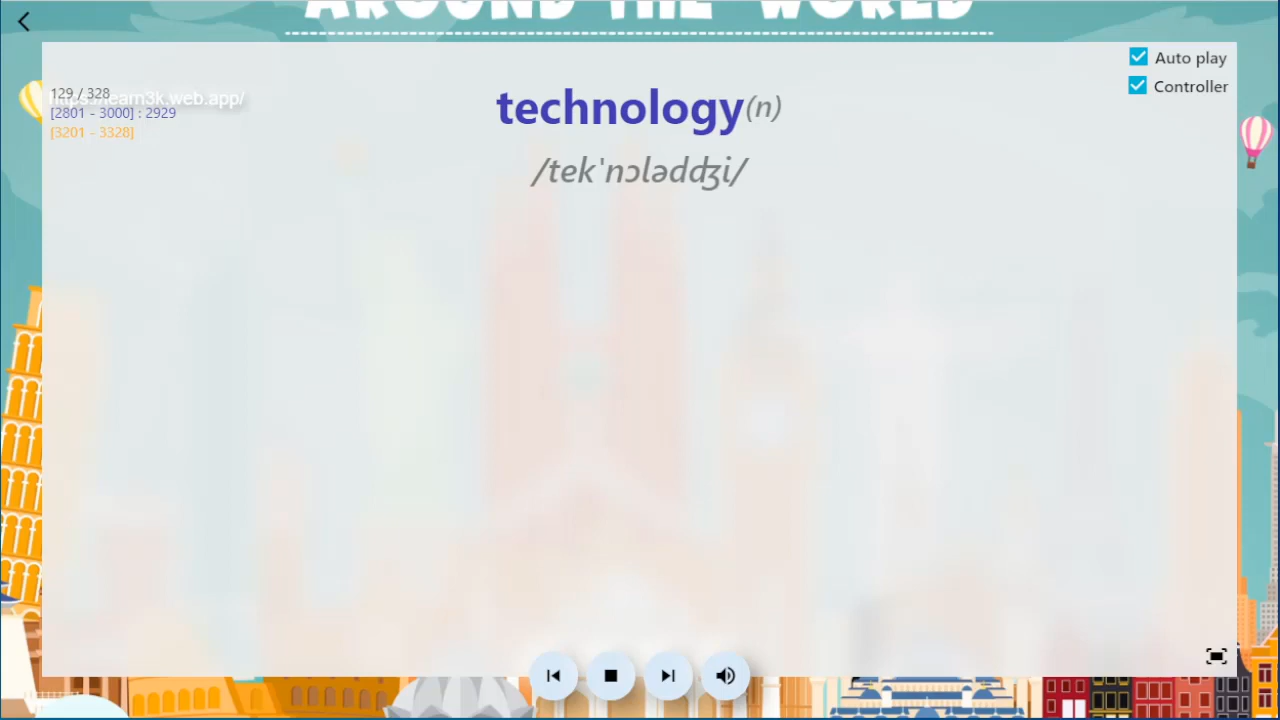 AROUND THE WORLD
Auto play
Controller
129 / 328
https://learn3k.web.app/
[2801 - 3000] : 2929
[3201 - 3328]
technology(n)
/tekˈnɔlədʤi/